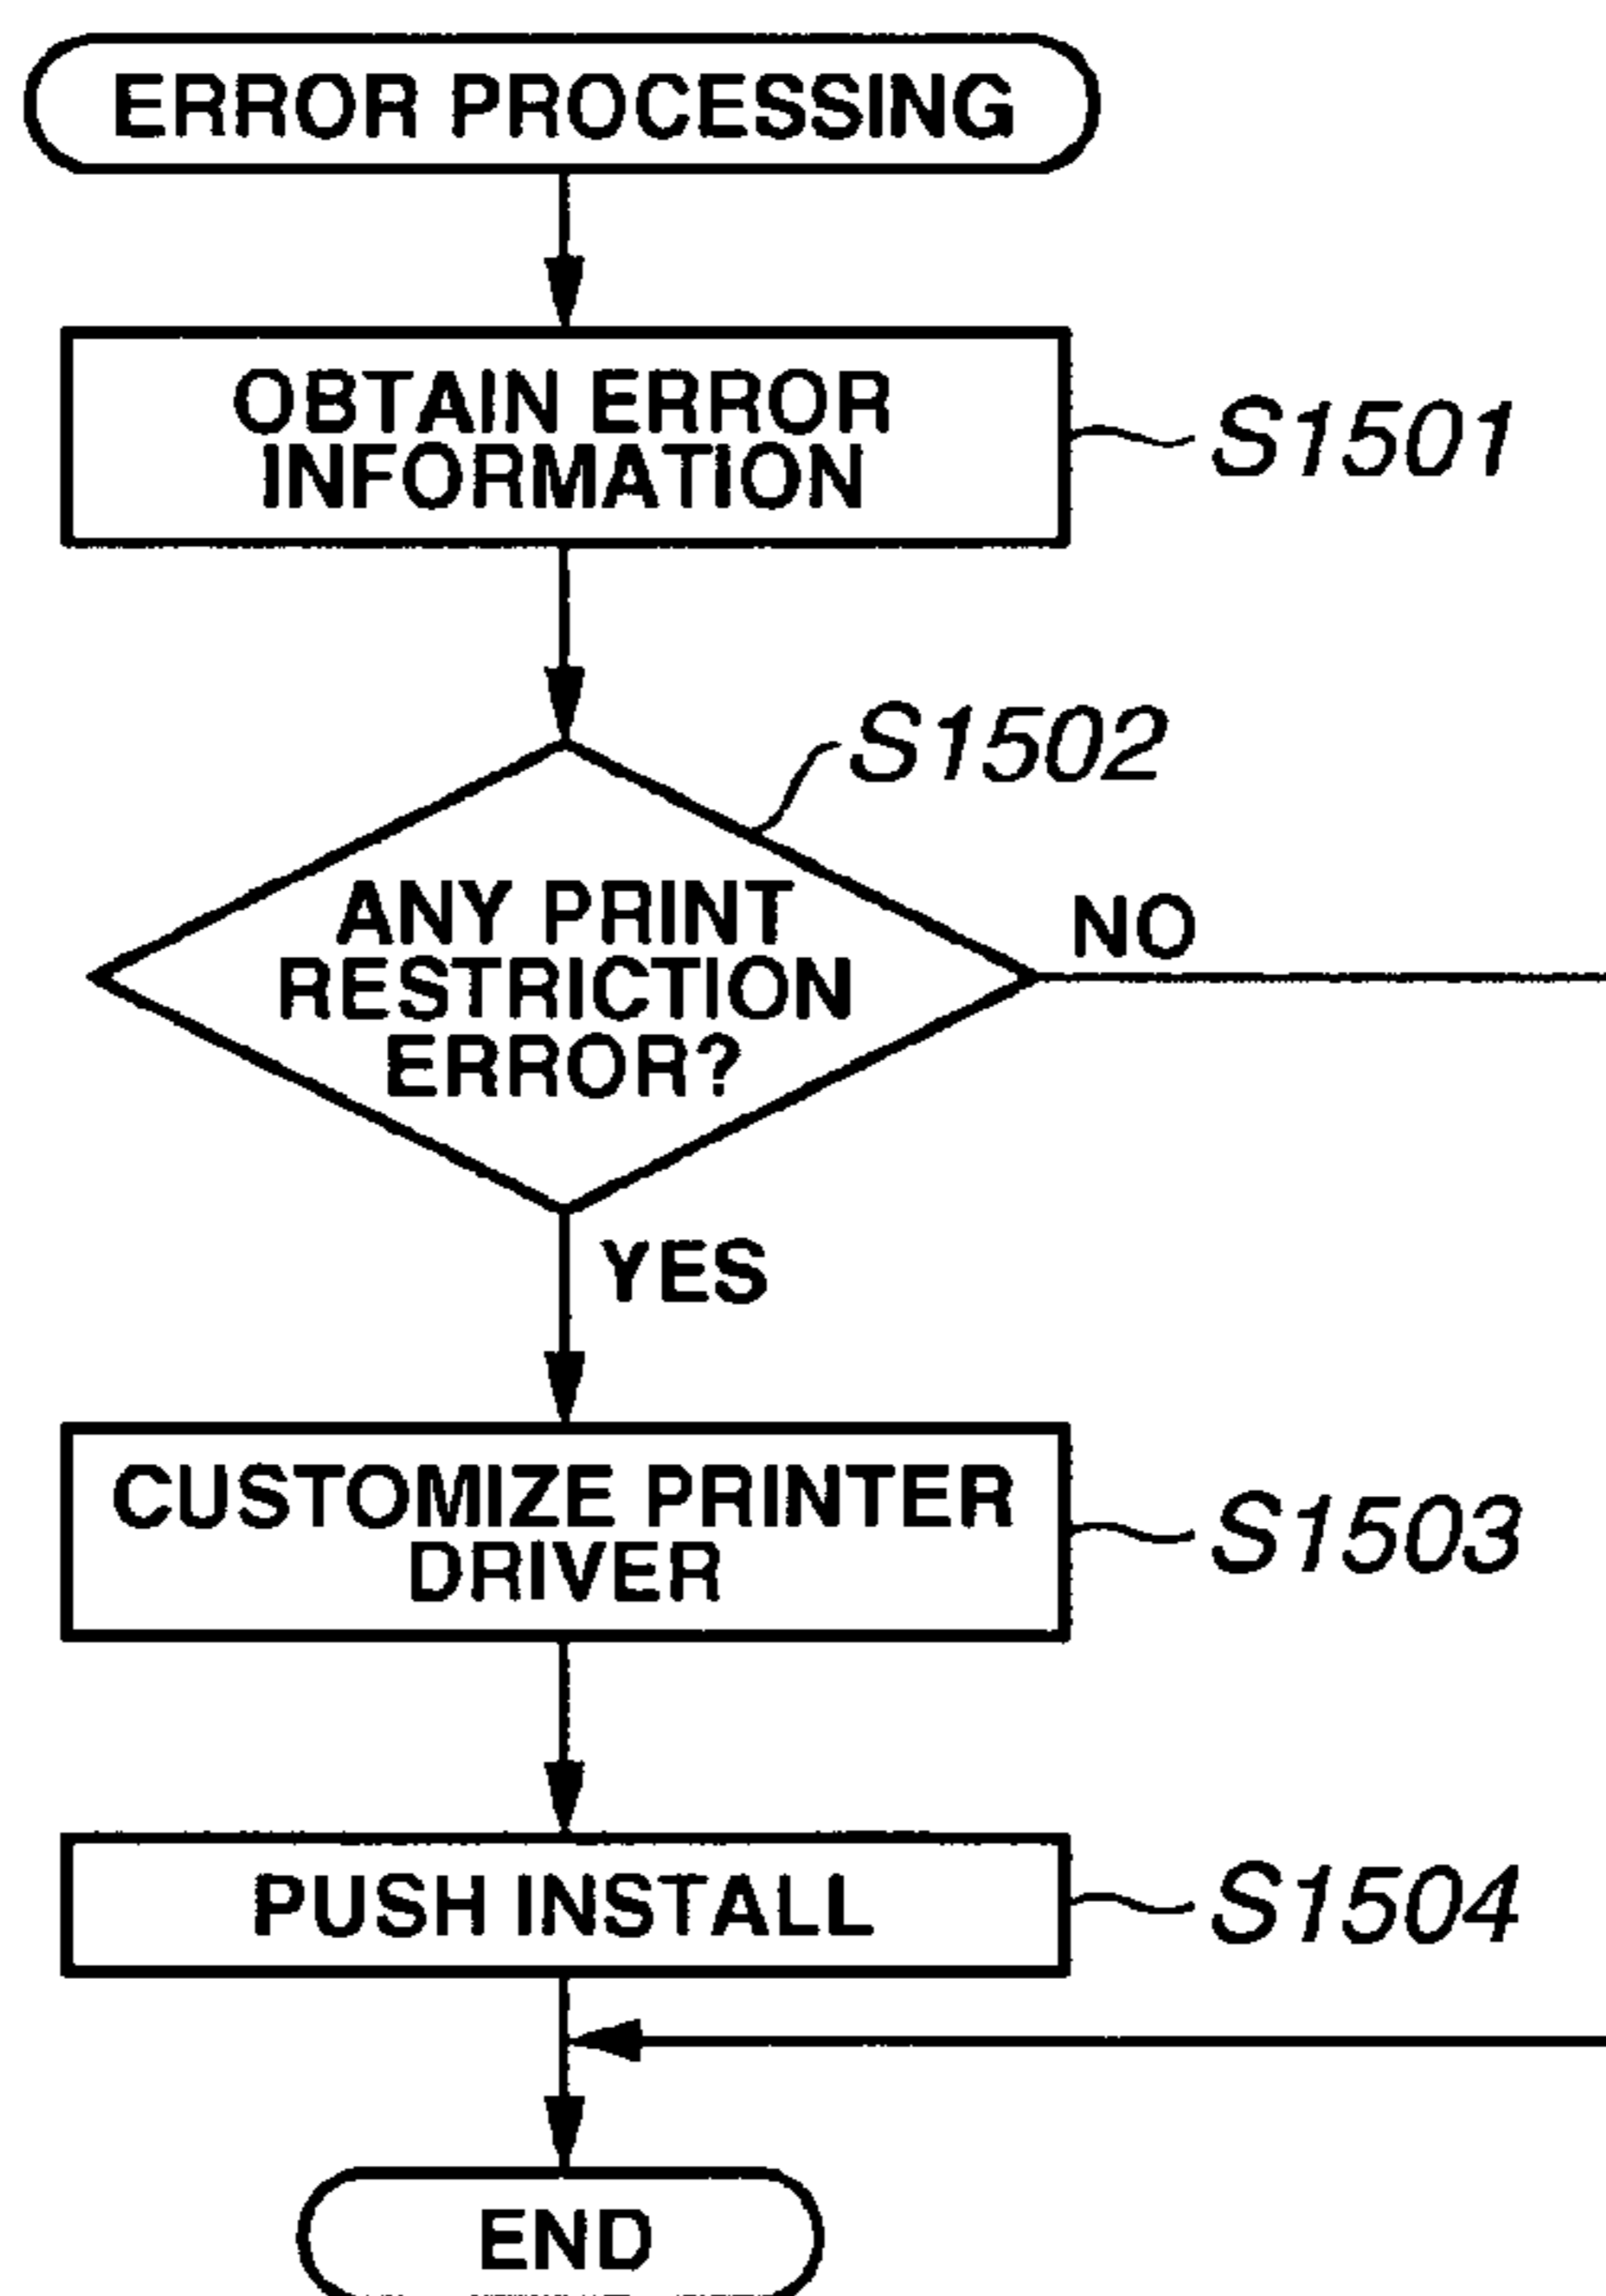 ERROR PROCESSING
OBTAIN ERROR
INFORMATION
S1501
S1502
ANY PRINT
RESTRICTION
ERROR?
NO
YES
CUSTOMIZE PRINTER
DRIVER
S1503
PUSH INSTALL
S1504
END